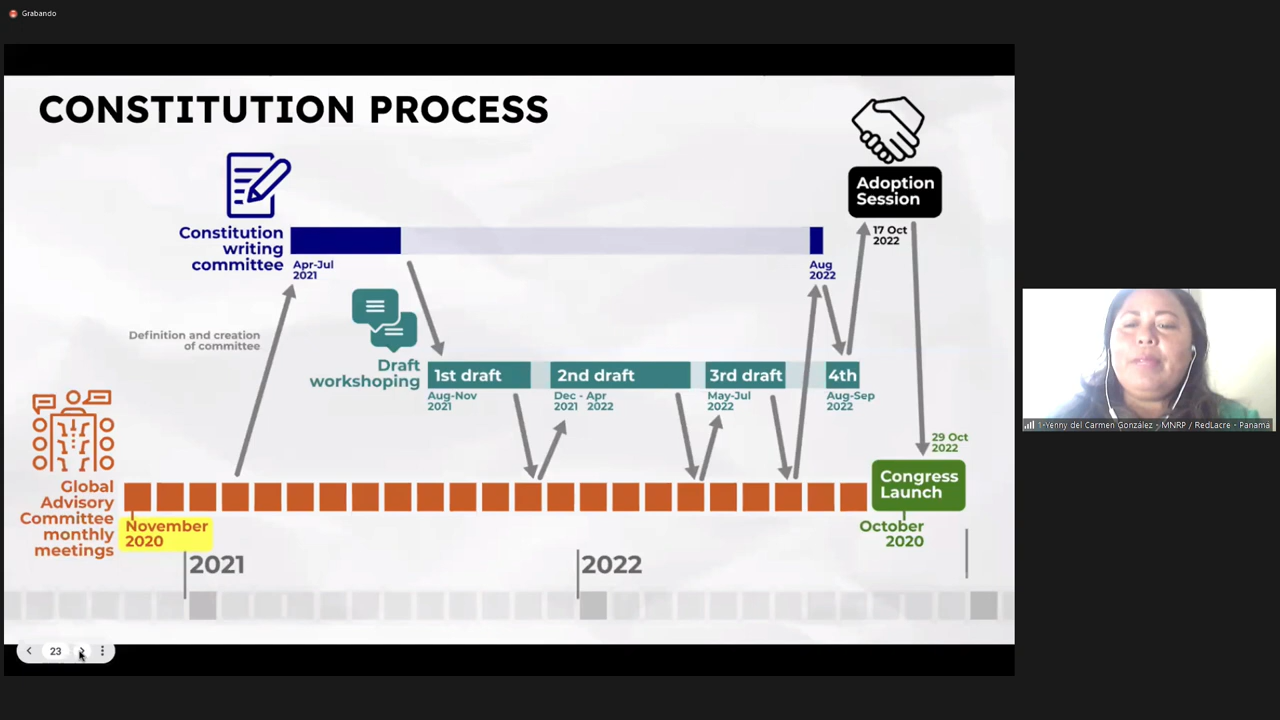 Grabando
CONSTITUTION PROCESS
Adoption
Session
17 Oct
2022
Constitution
writing
committee
Apr-Jul
2021
Aug
2022
Definition and creation
of committee
Draft
workshoping
1st draft
2nd draft
3rd draft
4th
Aug-Nov
2021
Dec - Apr
2021 2022
May-Jul
2022
Aug-Sep
2022
29 Oct
2022
Congress
Launch
October
2020
Global
Advisory
Committee
monthly
meetings
November
2020
2021
2022
23
1-Yenny del Carmen González - MNRP / RedLacre - Panama